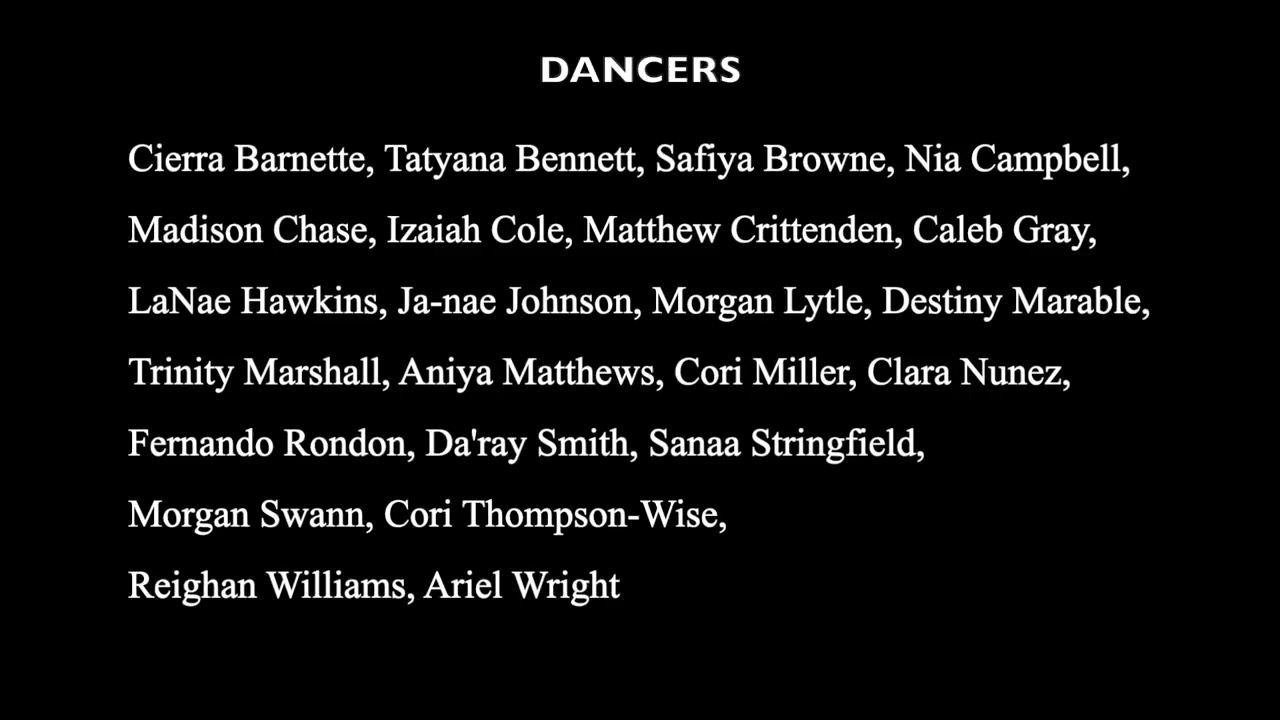 DANCERS
Cierra Barnette, Tatyana Bennett, Safiya Browne, Nia Campbell,
Madison Chase, Izaiah Cole, Matthew Crittenden, Caleb Gray,
LaNae Hawkins, Ja-nae Johnson, Morgan Lytle, Destiny Marable,
Trinity Marshall, Aniya Matthews, Cori Miller, Clara Nunez,
Fernando Rondon, Da'ray Smith, Sanaa Stringfield,
Morgan Swann, Cori Thompson-Wise,
Reighan Williams, Ariel Wright